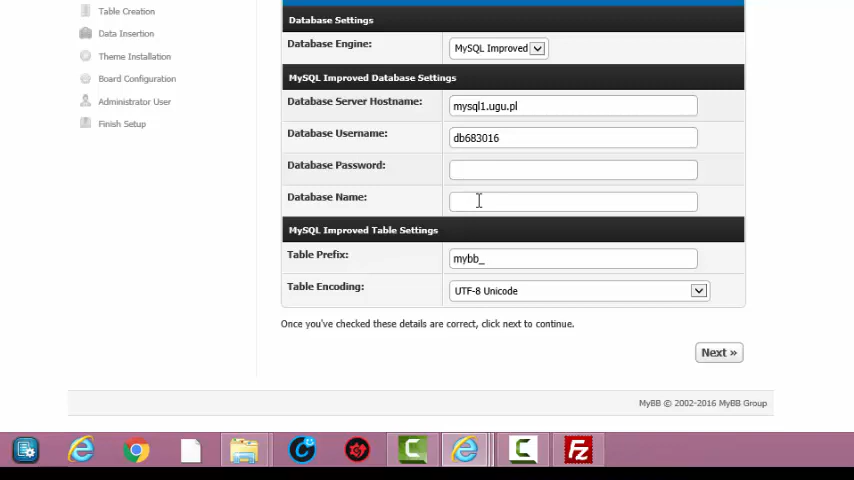 Table Creation
Data Insertion
Theme Installation
Board Configuration
Administrator User
Finish Setup
Database Settings
Database Engine: MySQL Improved
MySQL Improved Database Settings
Database Server Hostname: mysql1.ugu.pl
Database Username: db683016
Database Password:
Database Name:
MySQL Improved Table Settings
Table Prefix: mybb_
Table Encoding: UTF-8 Unicode
Once you've checked these details are correct, click next to continue.
Next »
MyBB © 2002-2016 MyBB Group